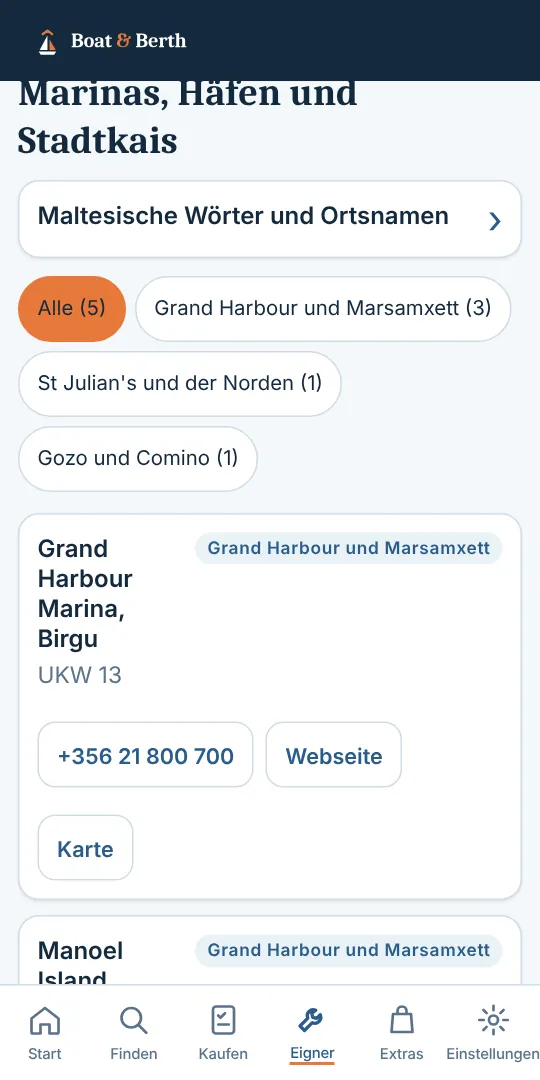 Boat & Berth
Marinas, Häfen und
Stadtkais
Maltesische Wörter und Ortsnamen
Alle (5)
Grand Harbour und Marsamxett (3)
St Julian's und der Norden (1)
Gozo und Comino (1)
Grand
Harbour
Marina,
Birgu
Grand Harbour und Marsamxett
UKW 13
+356 21 800 700
Webseite
Karte
Manoel
Island
Grand Harbour und Marsamxett
Start
Finden
Kaufen
Eigner
Extras
Einstellungen